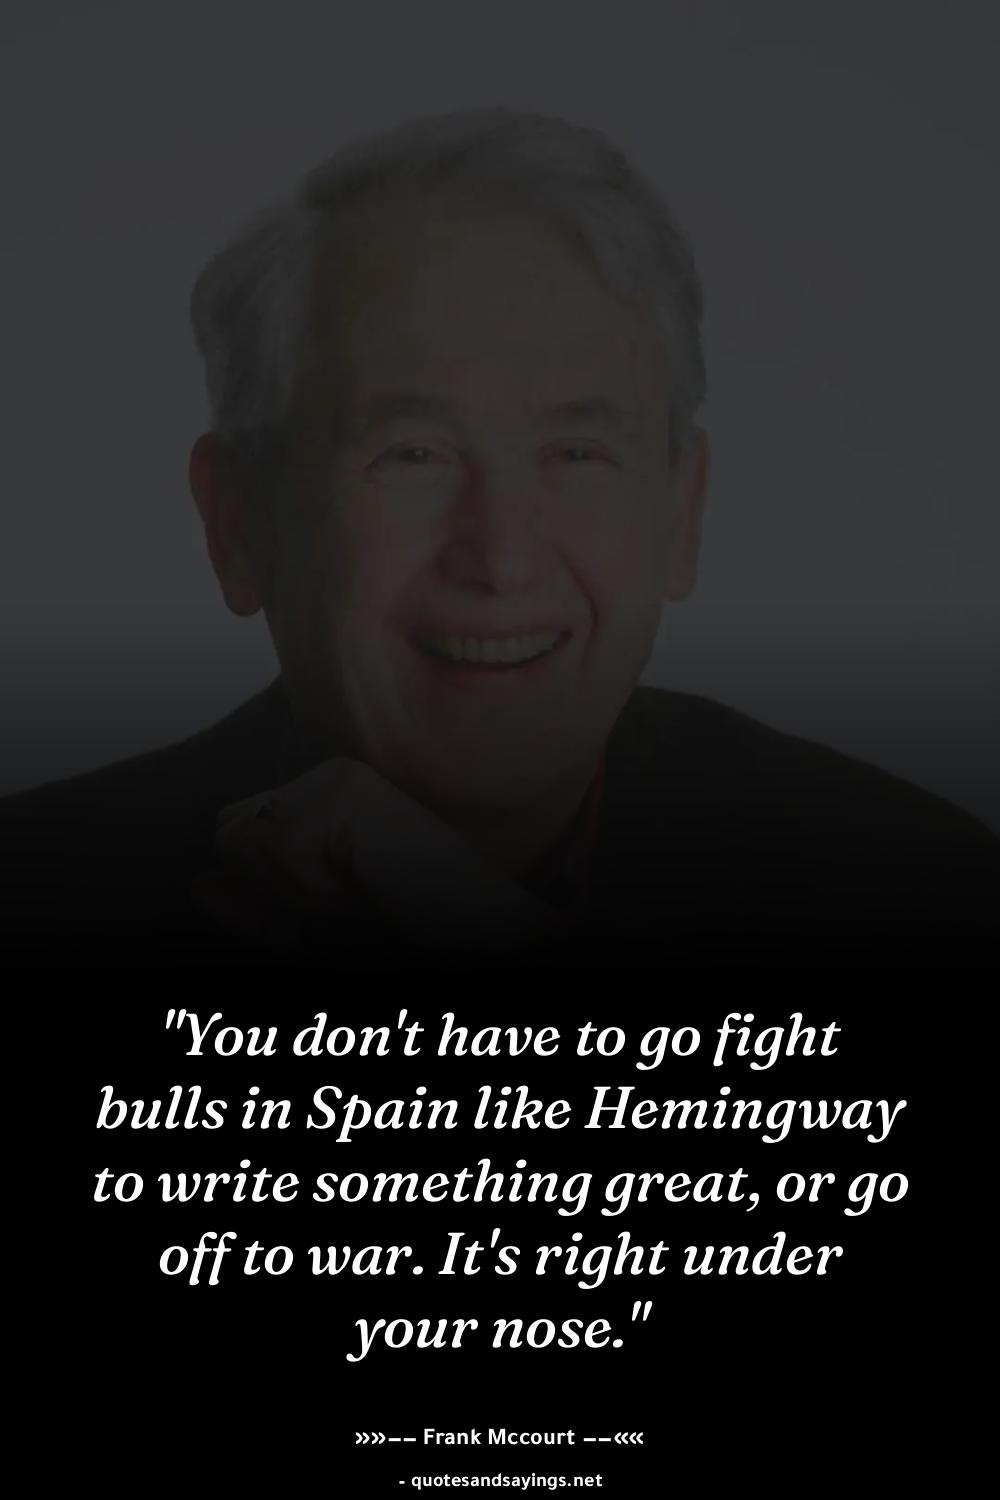 "You don't have to go fight
bulls in Spain like Hemingway
to write something great, or go
off to war. It's right under
your nose."
»»–– Frank Mccourt ––««
- quotesandsayings.net